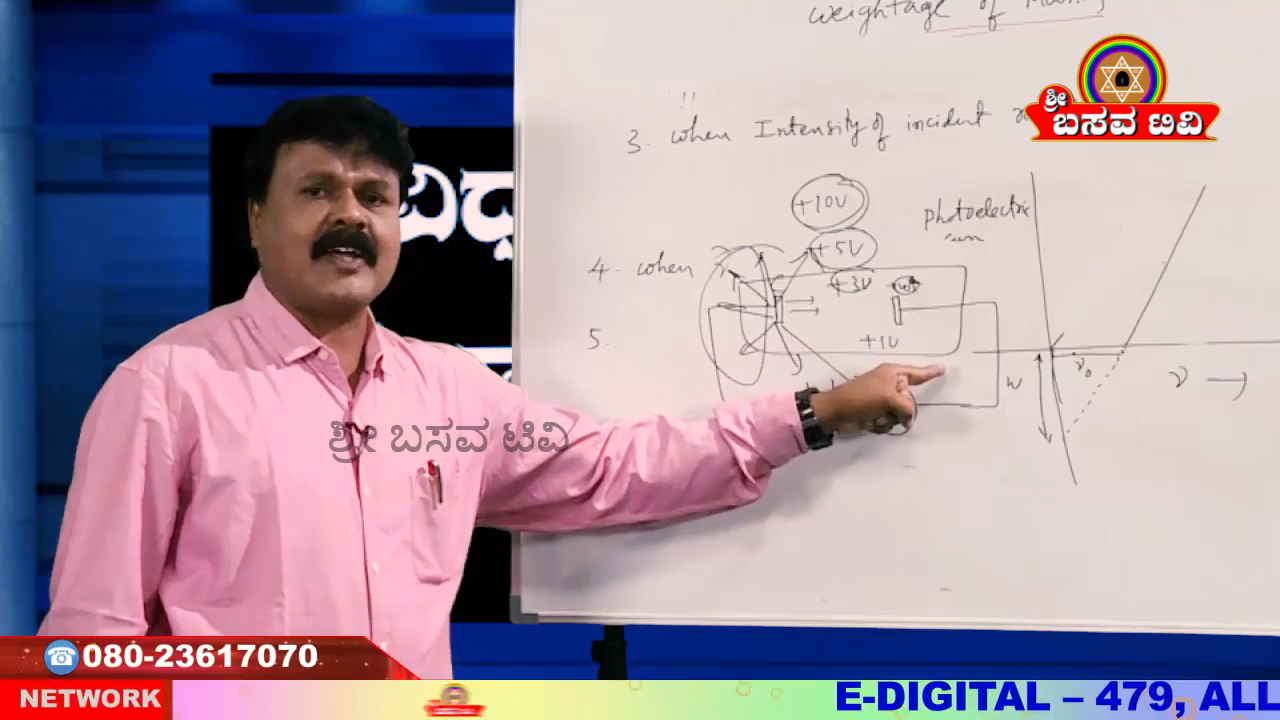 weightage of
ಶ್ರೀ
ಬಸವ ಟಿವಿ
3. when Intensity of incident
+10V
photoelectric
+5V
4. when
+3V
5.
+1V
ν₀
w
ν →
ಶ್ರೀ ಬಸವ ಟಿವಿ
080-23617070
NETWORK
E-DIGITAL – 479, ALL